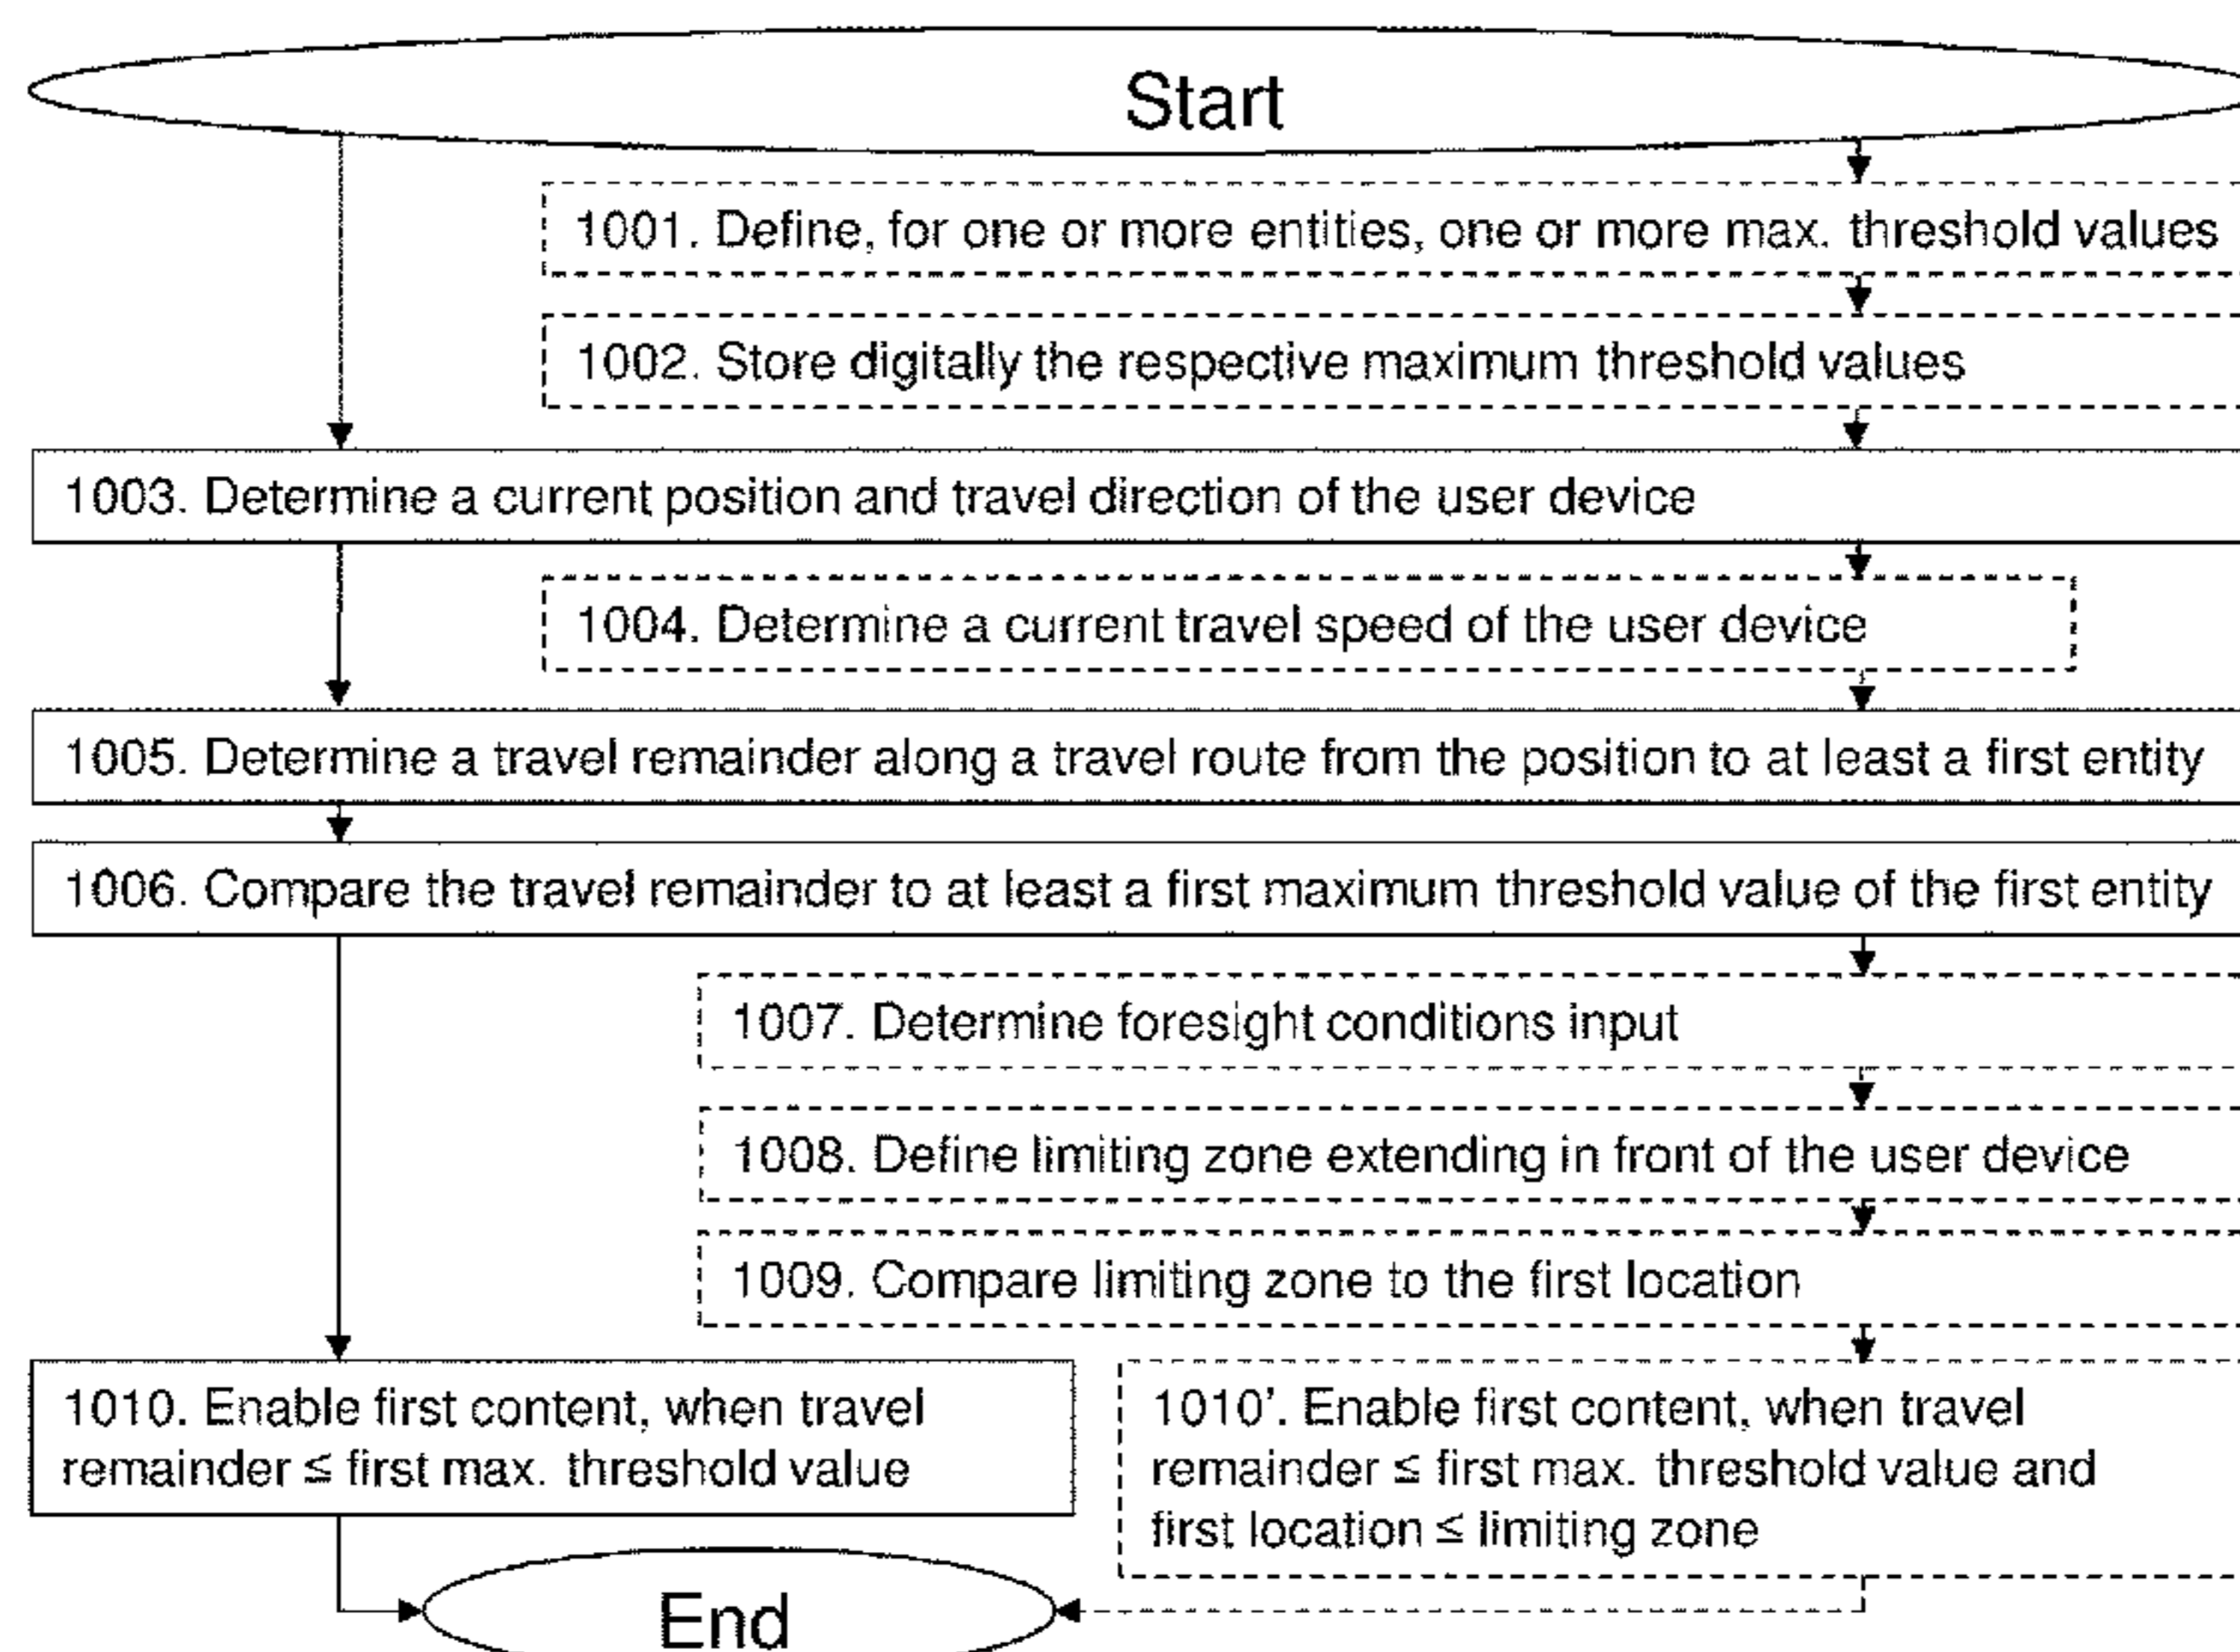 Start
1001. Define, for one or more entities, one or more max. threshold values
1002. Store digitally the respective maximum threshold values
1003. Determine a current position and travel direction of the user device
1004. Determine a current travel speed of the user device
1005. Determine a travel remainder along a travel route from the position to at least a first entity
1006. Compare the travel remainder to at least a first maximum threshold value of the first entity
1007. Determine foresight conditions input
1008. Define limiting zone extending in front of the user device
1009. Compare limiting zone to the first location
1010. Enable first content, when travel
remainder ≤ first max. threshold value
1010'. Enable first content, when travel
remainder ≤ first max. threshold value and
first location ≤ limiting zone
End